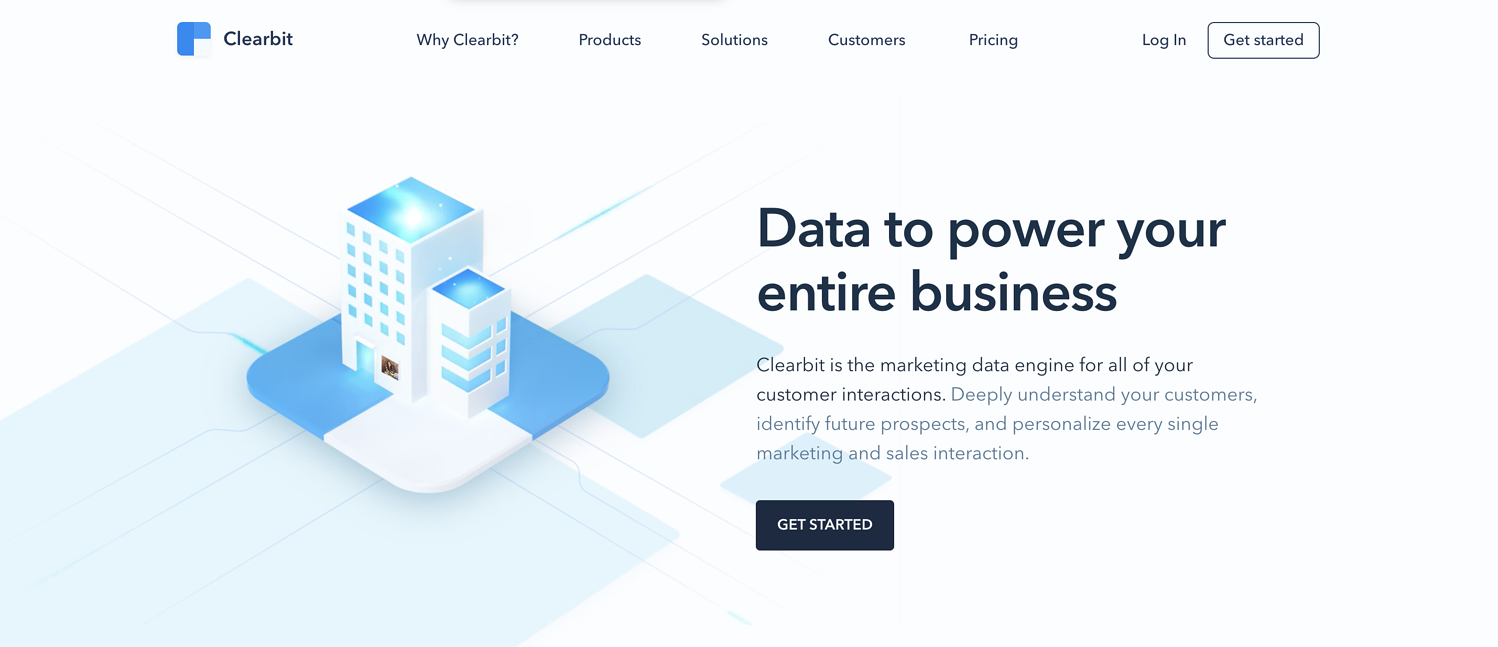 Clearbit
Why Clearbit?
Products
Solutions
Customers
Pricing
Log In
Get started
Data to power your
entire business
Clearbit is the marketing data engine for all of your
customer interactions. Deeply understand your customers,
identify future prospects, and personalize every single
marketing and sales interaction.
GET STARTED